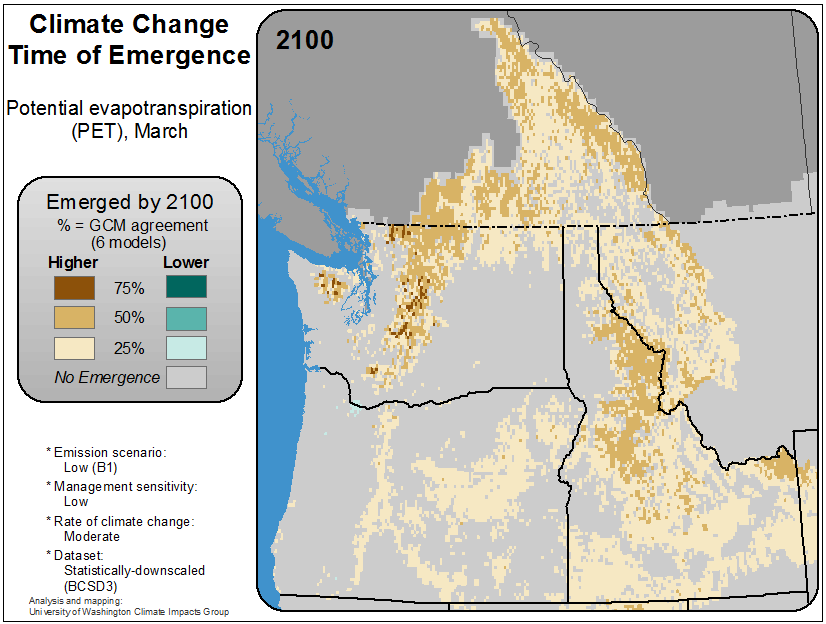 Climate Change
Time of Emergence
Potential evapotranspiration
(PET), March
Emerged by 2100
% = GCM agreement
(6 models)
Higher Lower
75%
50%
25%
No Emergence
* Emission scenario:
Low (B1)
* Management sensitivity:
Low
* Rate of climate change:
Moderate
* Dataset:
Statistically-downscaled
(BCSD3)
Analysis and mapping:
University of Washington Climate Impacts Group
2100